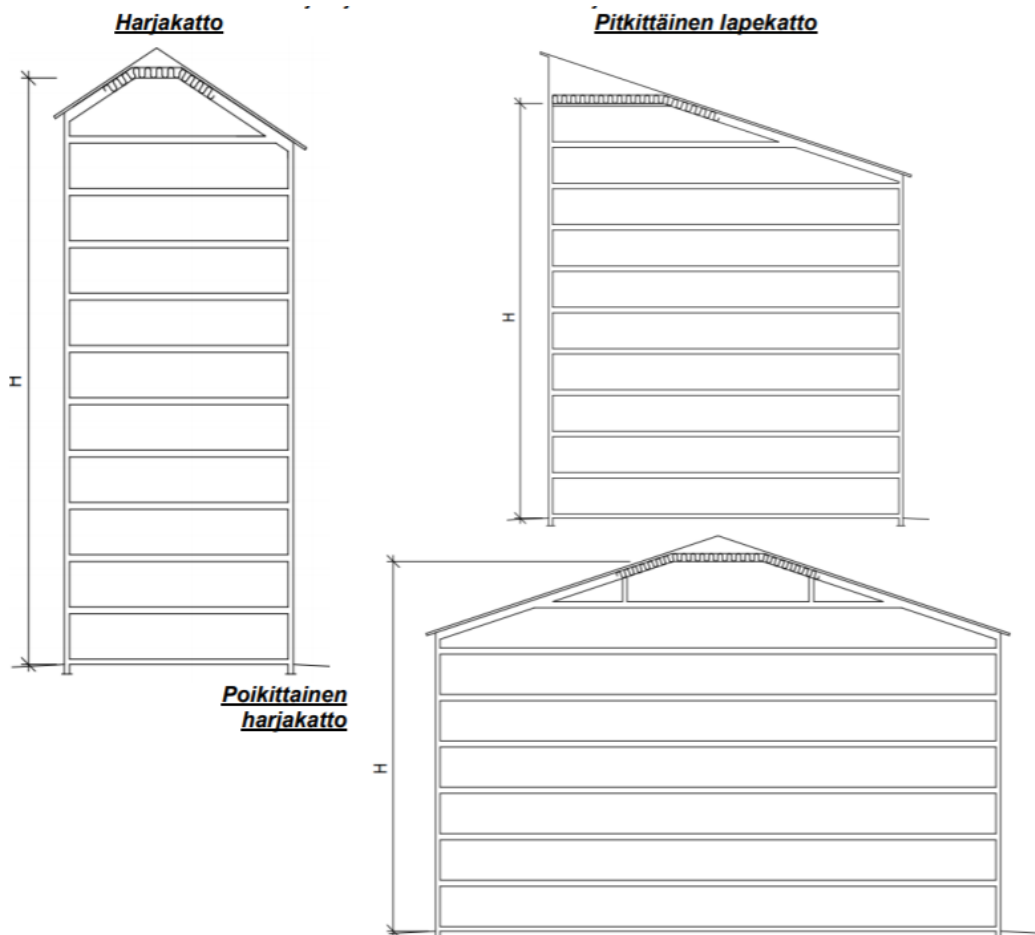 Harjakatto
Pitkittäinen lapekatto
H
H
Poikittainen
harjakatto
H